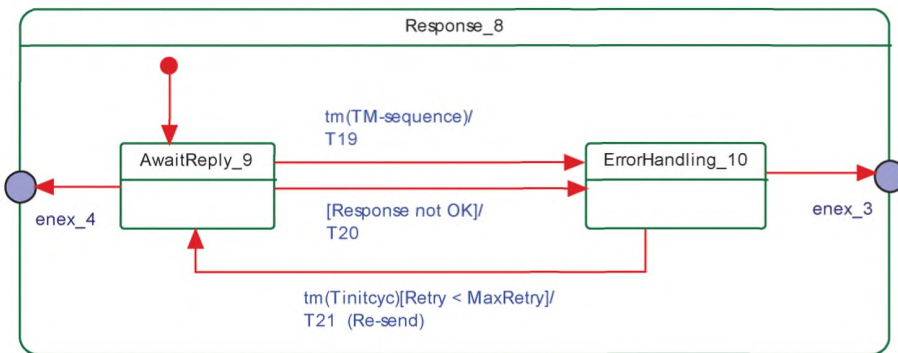 Response_8
tm(TM-sequence)/
T19
AwaitReply_9
ErrorHandling_10
enex_4
[Response not OK]/
T20
enex_3
tm(Tinitcyc)[Retry < MaxRetry]/
T21 (Re-send)